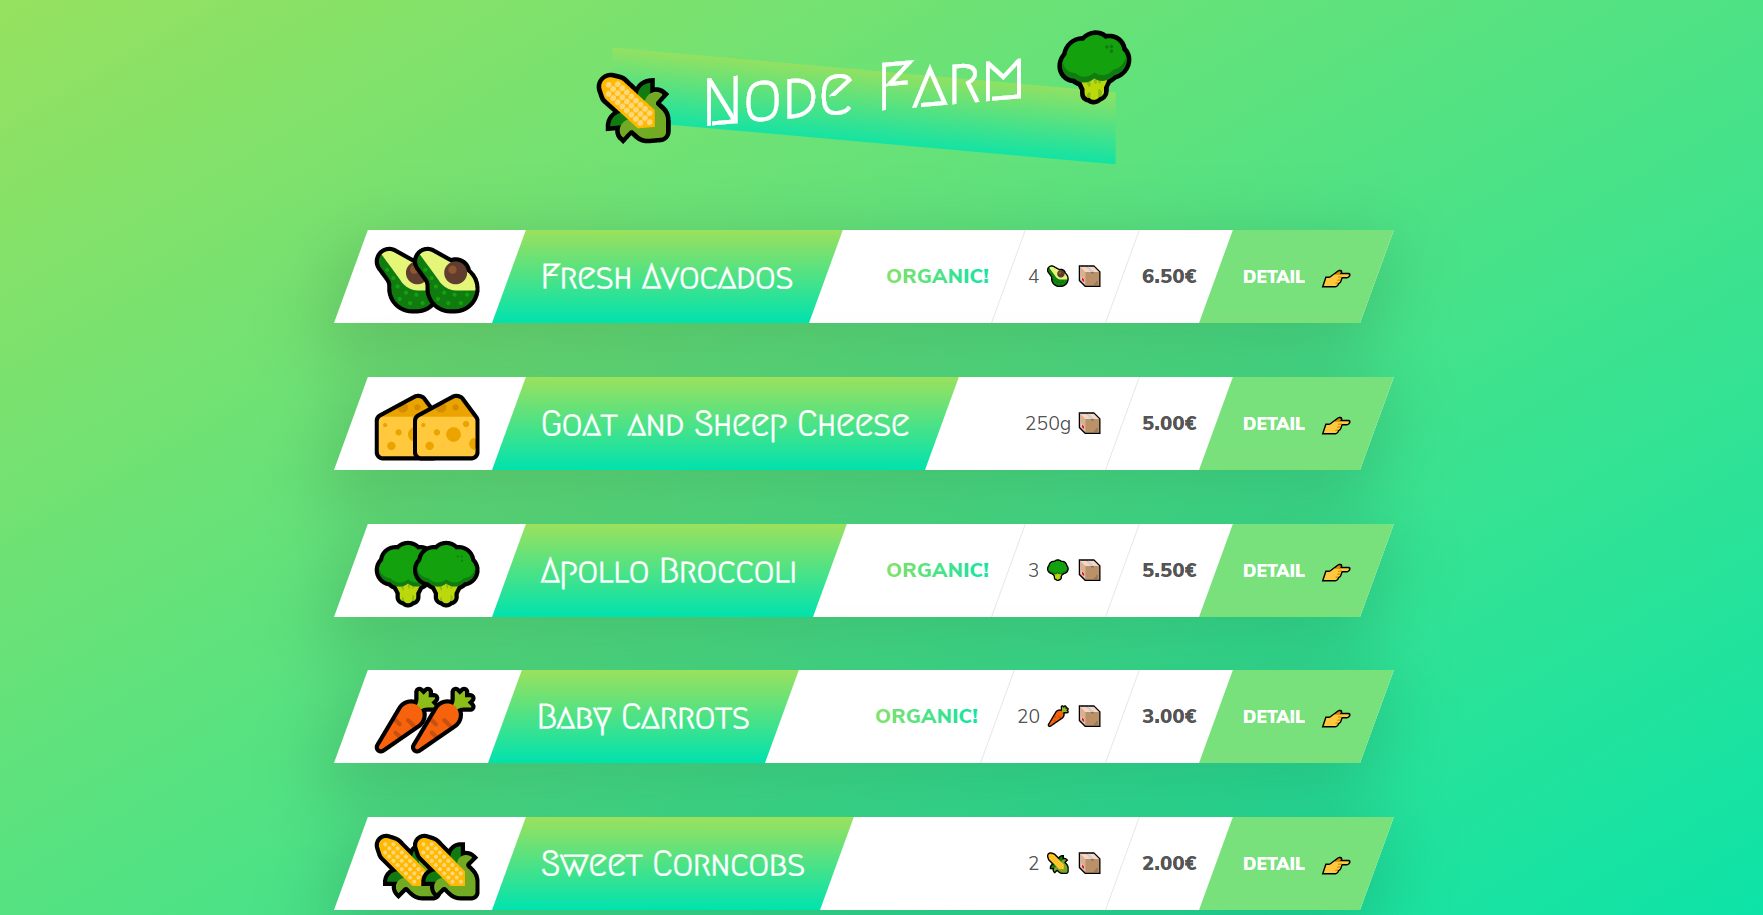 Node Farm
Fresh Avocados ORGANIC! 4 🥑 📦 6.50€ DETAIL 👉
Goat and Sheep Cheese 250g 📦 5.00€ DETAIL 👉
Apollo Broccoli ORGANIC! 3 🥦 📦 5.50€ DETAIL 👉
Baby Carrots ORGANIC! 20 🥕 📦 3.00€ DETAIL 👉
Sweet Corncobs 2 🌽 📦 2.00€ DETAIL 👉